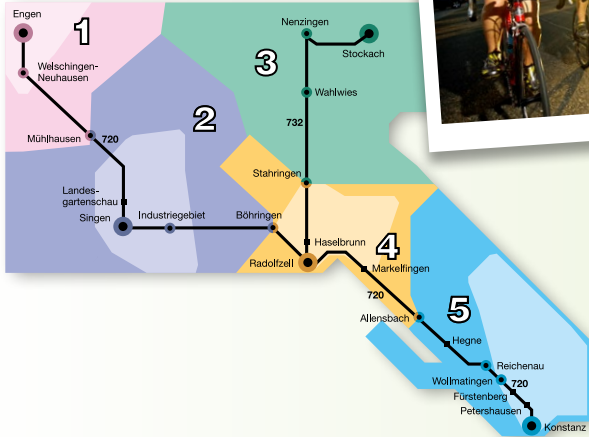 Engen
1
Welschingen-
Neuhausen
Mühlhausen
720
2
Landes-
gartenschau
Singen
Industriegebiet
Böhringen
Nenzingen
Stockach
3
Wahlwies
732
Stahringen
Haselbrunn
Radolfzell
4
Markelfingen
720
Allensbach
5
Hegne
Reichenau
Wollmatingen
720
Fürstenberg
Petershausen
Konstanz